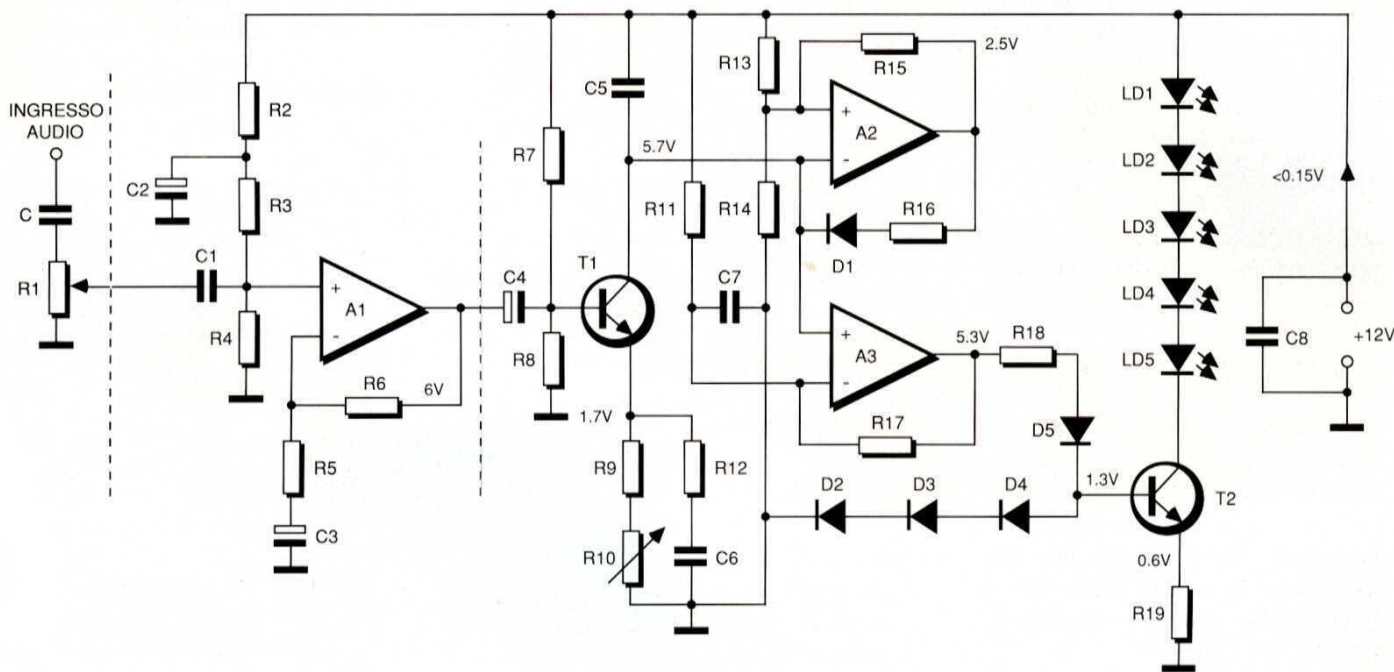 INGRESSO
AUDIO
C
R1
R2
C2
R3
C1
R4
A1
+
-
R6
6V
R5
C3
C4
R7
R8
T1
C5
5.7V
1.7V
R9
R10
R12
C6
R11
C7
R13
R14
R15
2.5V
A2
+
-
D1
R16
A3
+
-
5.3V
R17
R18
D5
D2
D3
D4
1.3V
T2
0.6V
R19
LD1
LD2
LD3
LD4
LD5
<0.15V
C8
+12V